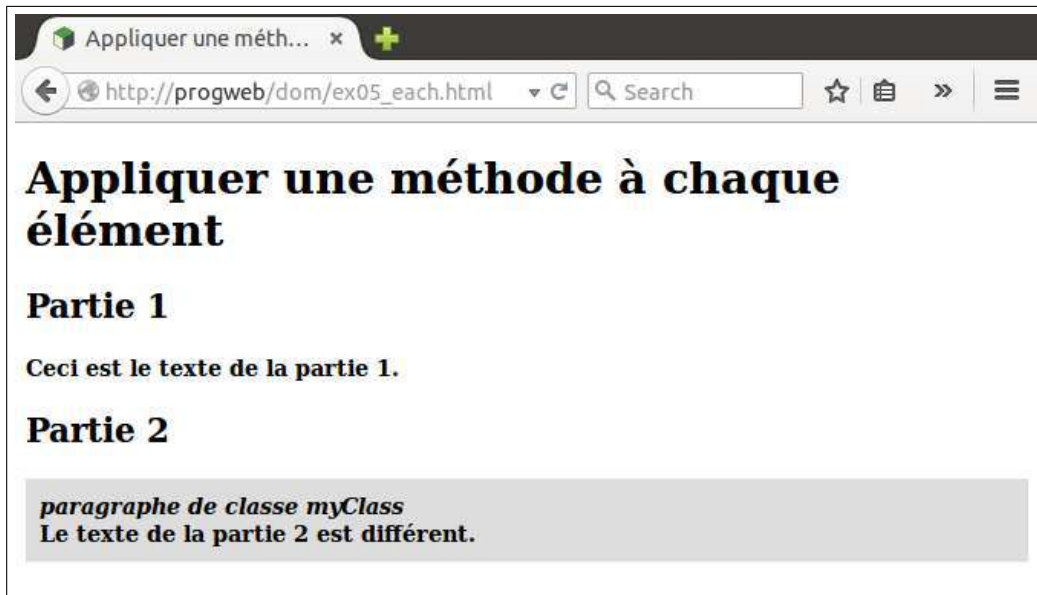 Appliquer une méth...
http://progweb/dom/ex05_each.html
Search
Appliquer une méthode à chaque
élément
Partie 1
Ceci est le texte de la partie 1.
Partie 2
paragraphe de classe myClass
Le texte de la partie 2 est différent.